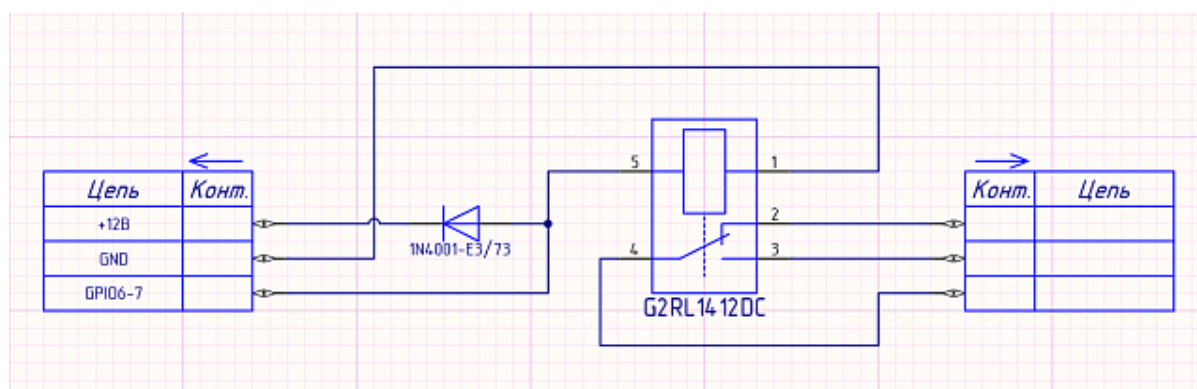 5 1
Цепь Конт. Конт. Цепь
+12В 2
1N4001-E3/73
GND 4 3
GPIO6-7
G2RL1412DC